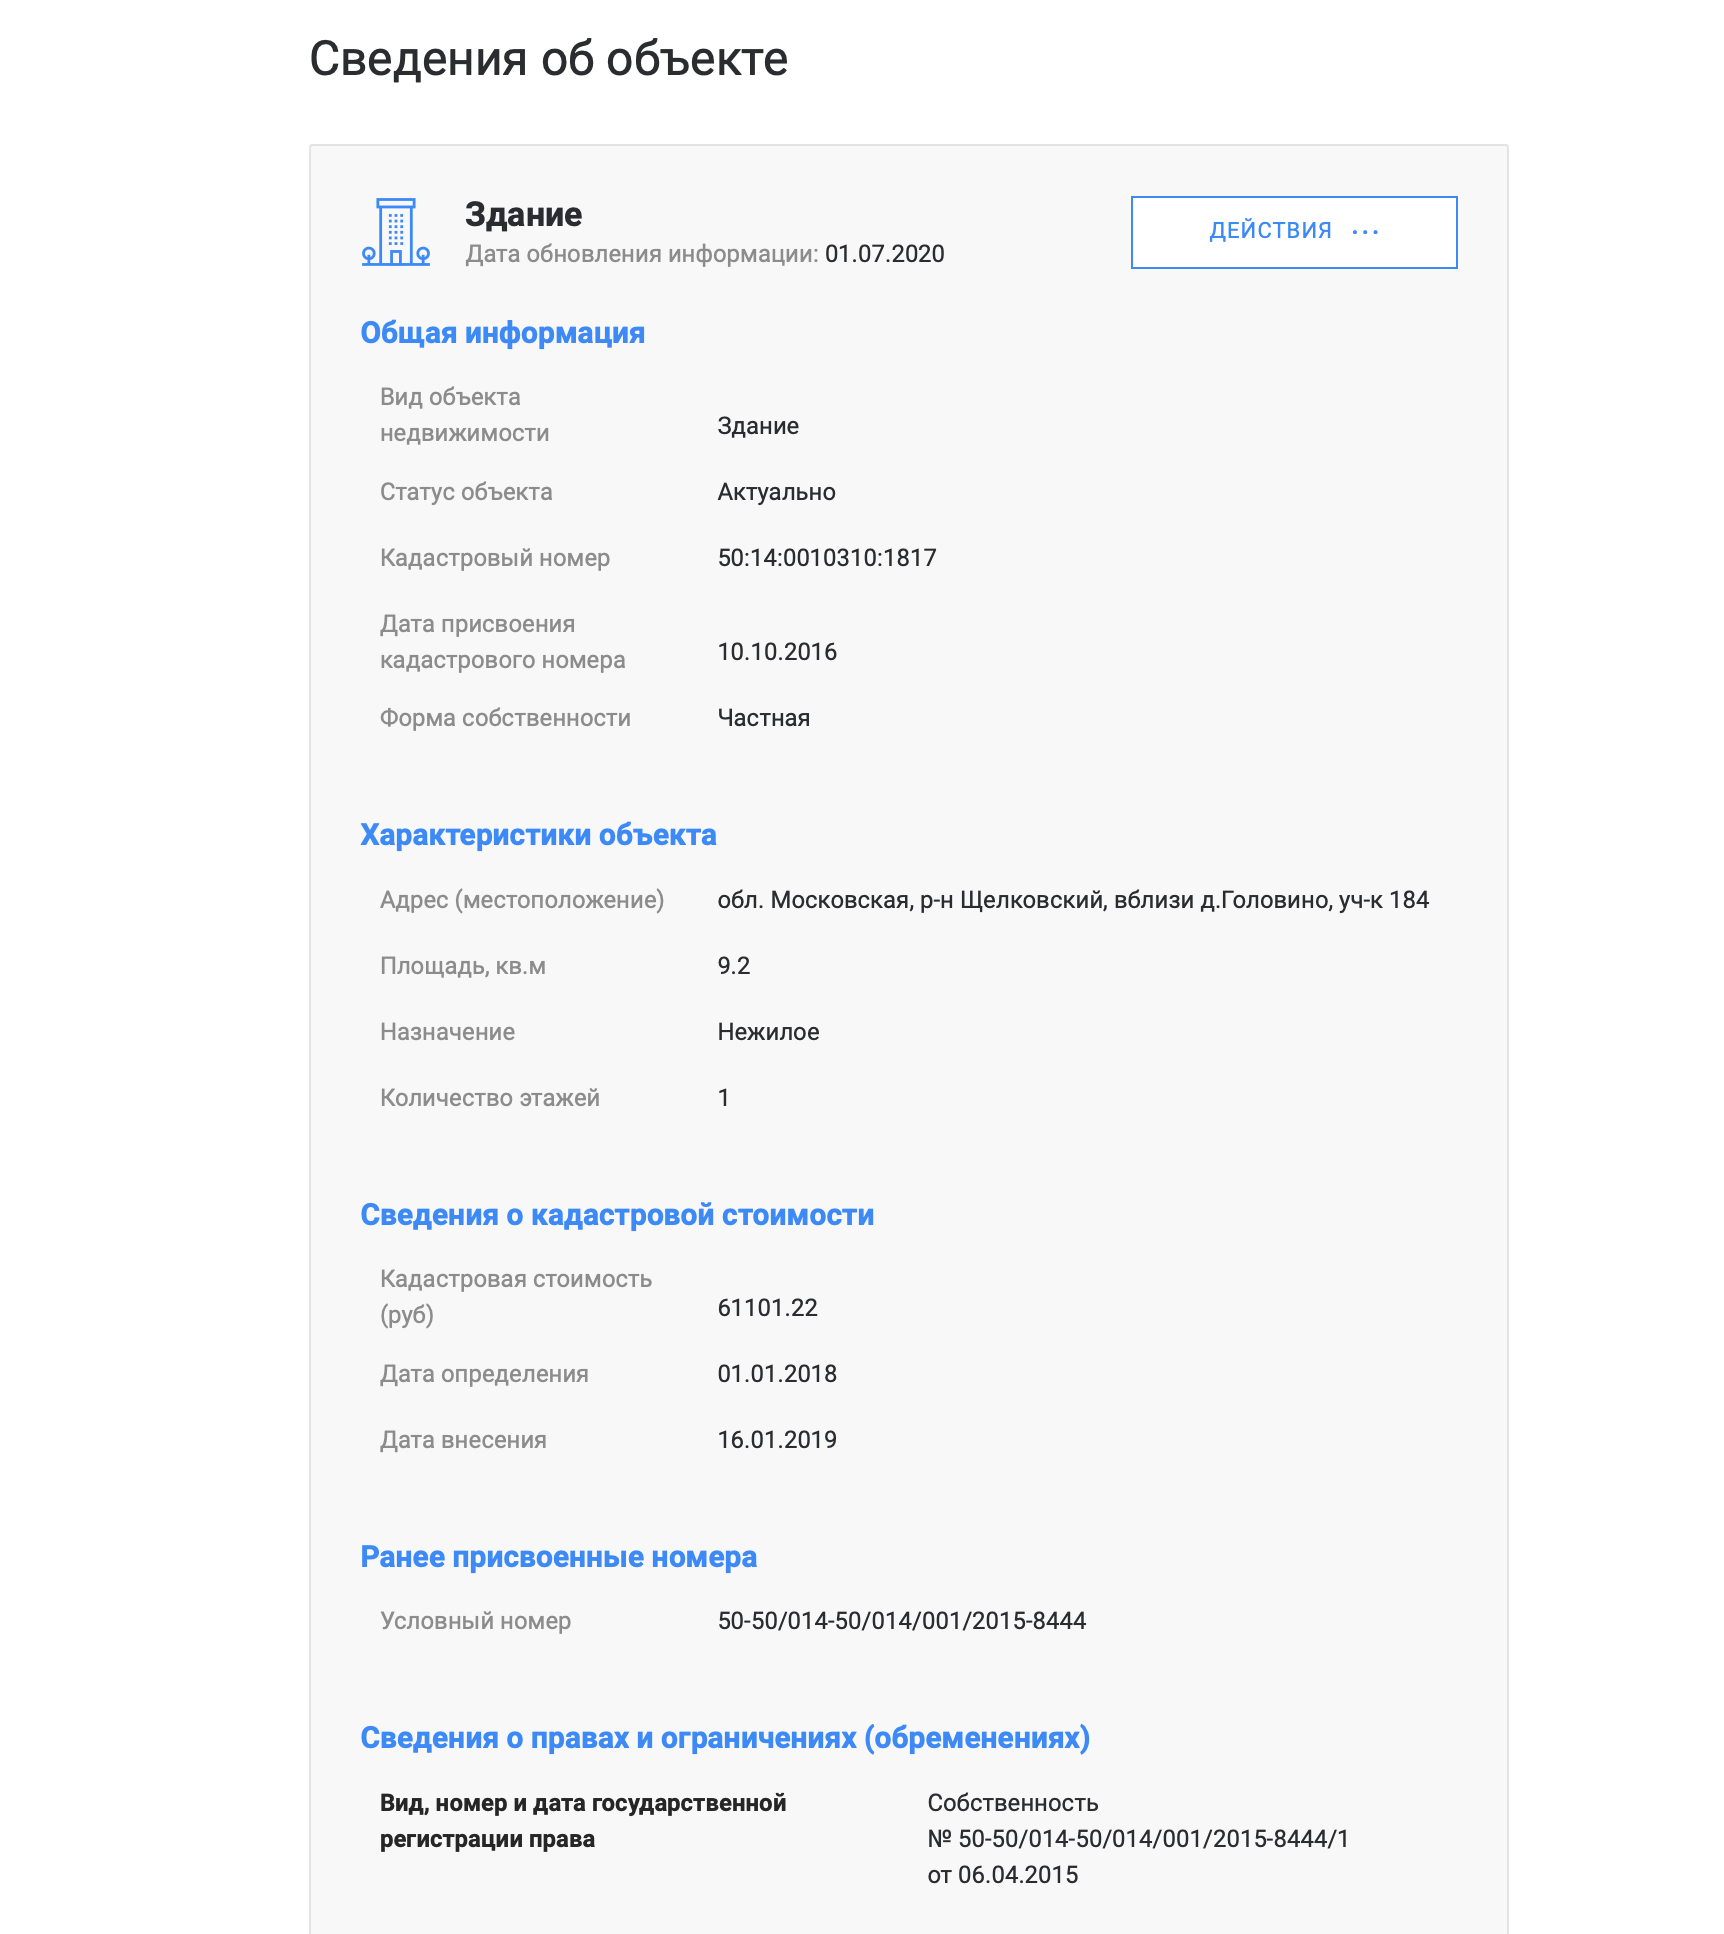 Сведения об объекте
Здание
Дата обновления информации: 01.07.2020
ДЕЙСТВИЯ ...
Общая информация
Вид объекта
недвижимости
Здание
Статус объекта
Актуально
Кадастровый номер
50:14:0010310:1817
Дата присвоения
кадастрового номера
10.10.2016
Форма собственности
Частная
Характеристики объекта
Адрес (местоположение)
обл. Московская, р-н Щелковский, вблизи д.Головино, уч-к 184
Площадь, кв.м
9.2
Назначение
Нежилое
Количество этажей
1
Сведения о кадастровой стоимости
Кадастровая стоимость
(руб)
61101.22
Дата определения
01.01.2018
Дата внесения
16.01.2019
Ранее присвоенные номера
Условный номер
50-50/014-50/014/001/2015-8444
Сведения о правах и ограничениях (обременениях)
Вид, номер и дата государственной
регистрации права
Собственность
№ 50-50/014-50/014/001/2015-8444/1
от 06.04.2015